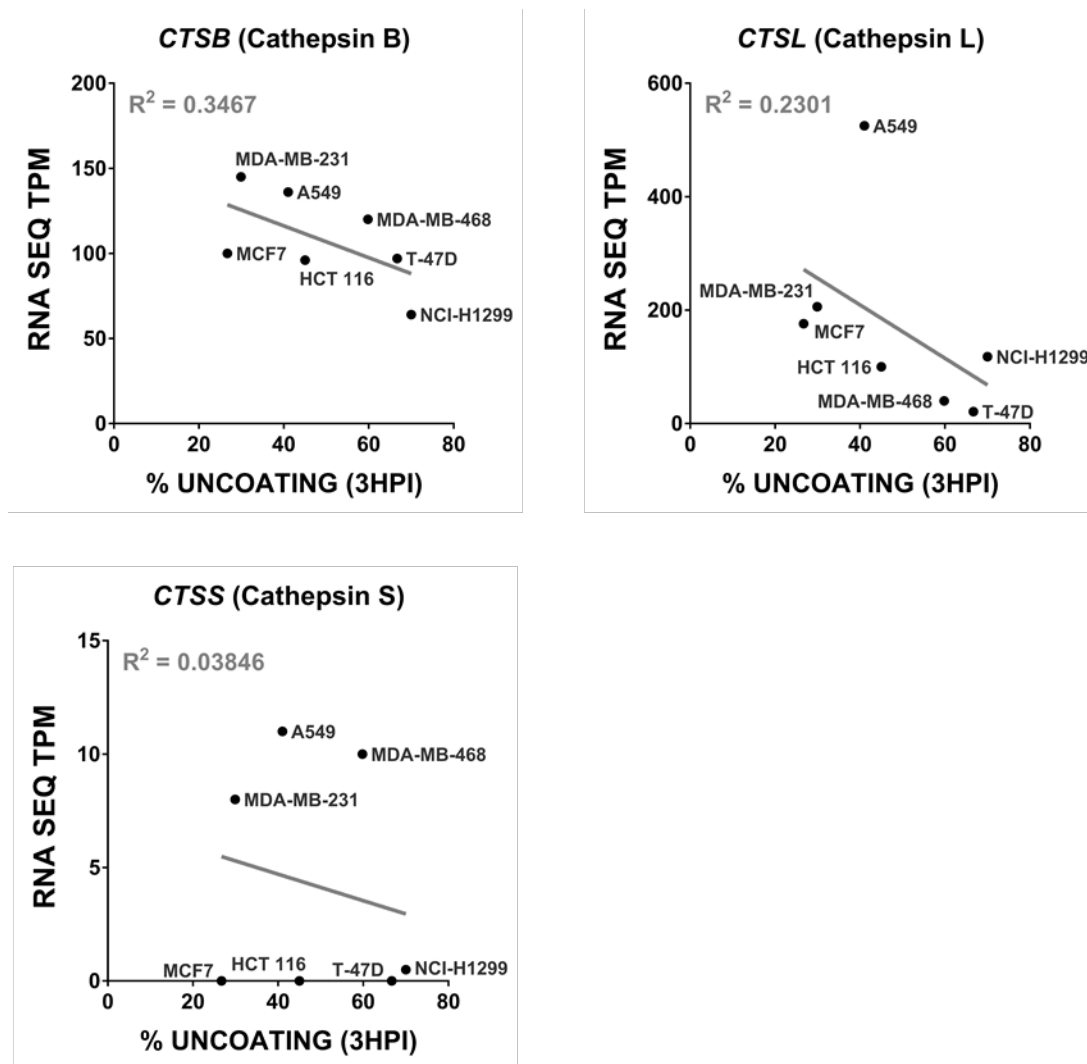 CTSB (Cathepsin B)
R² = 0.3467
RNA SEQ TPM
200
150
100
50
0
MDA-MB-231
A549
MDA-MB-468
MCF7
HCT 116
T-47D
NCI-H1299
0 20 40 60 80
% UNCOATING (3HPI)
CTSL (Cathepsin L)
R² = 0.2301
RNA SEQ TPM
600
400
200
0
A549
MDA-MB-231
MCF7
HCT 116
NCI-H1299
MDA-MB-468
T-47D
0 20 40 60 80
% UNCOATING (3HPI)
CTSS (Cathepsin S)
R² = 0.03846
RNA SEQ TPM
15
10
5
0
A549
MDA-MB-468
MDA-MB-231
MCF7
HCT 116
T-47D
NCI-H1299
0 20 40 60 80
% UNCOATING (3HPI)